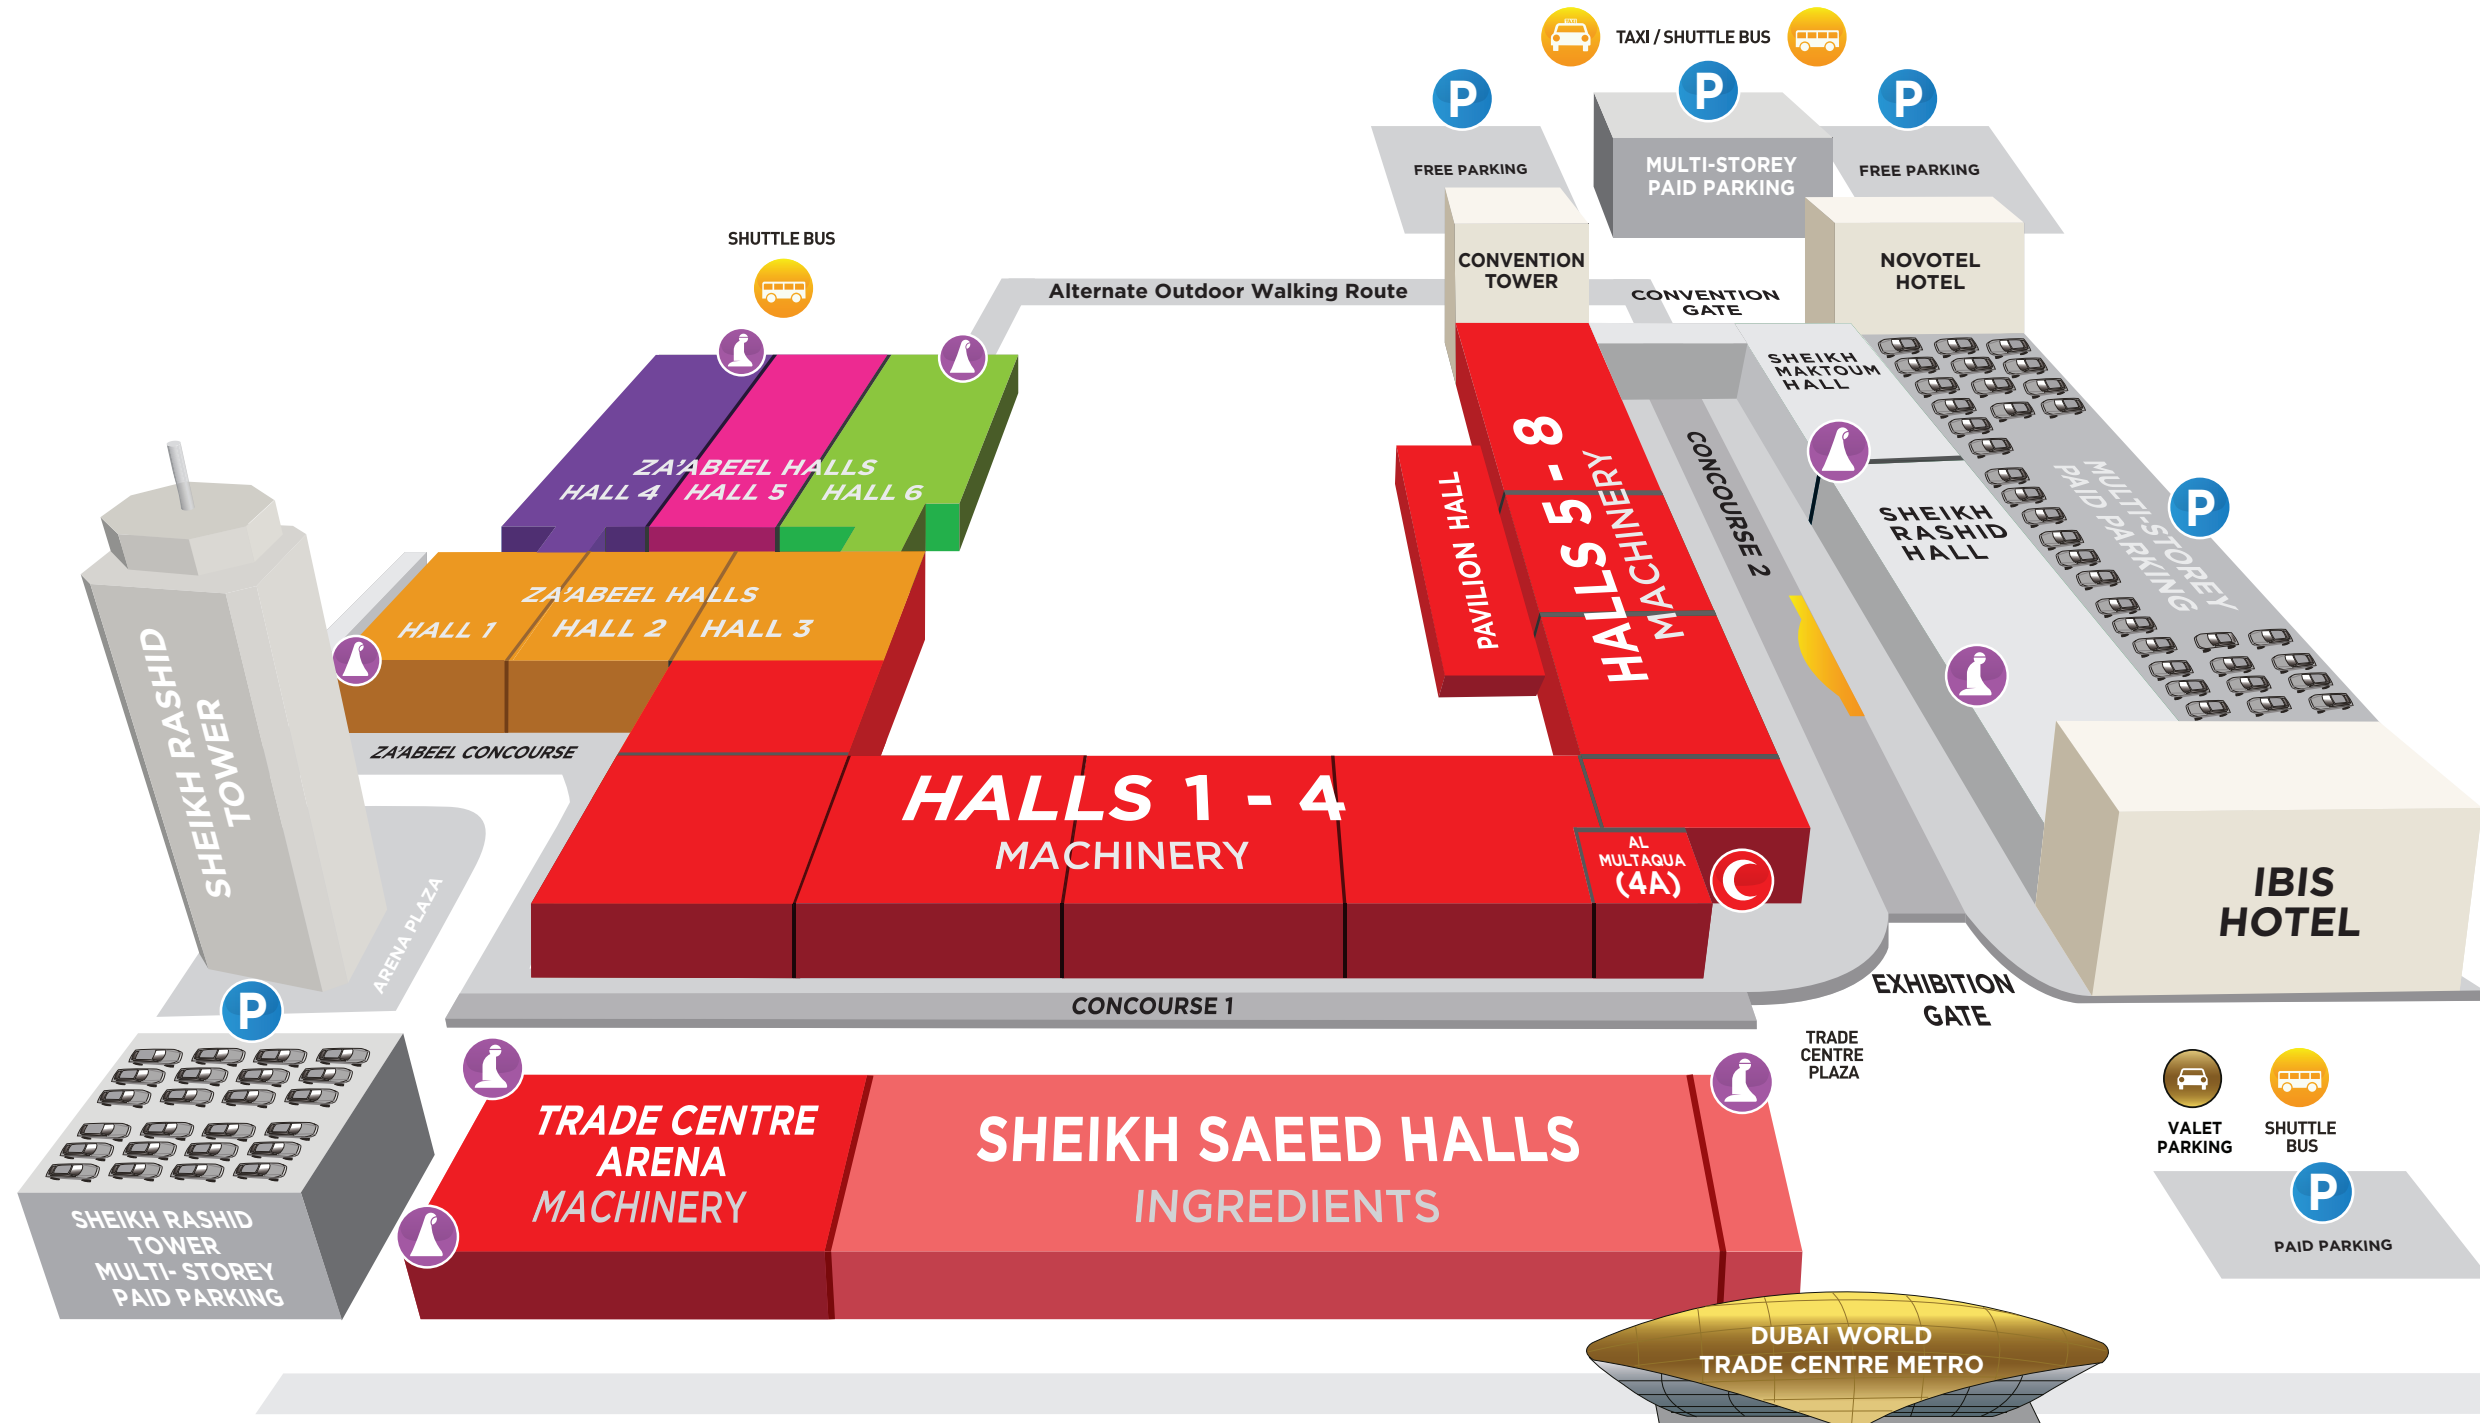 TAXI / SHUTTLE BUS
P
P
P
FREE PARKING
MULTI-STOREY
PAID PARKING
FREE PARKING
SHUTTLE BUS
CONVENTION
TOWER
NOVOTEL
HOTEL
Alternate Outdoor Walking Route
CONVENTION
GATE
SHEIKH
MAKTOUM
HALL
ZA'ABEEL HALLS
HALL 4
HALL 5
HALL 6
HALLS 5 - 8
MACHINERY
PAVILION HALL
CONCOURSE 2
SHEIKH
RASHID
HALL
MULTI-STOREY
PAID PARKING
P
ZA'ABEEL HALLS
HALL 1
HALL 2
HALL 3
SHEIKH RASHID
TOWER
ZA'ABEEL CONCOURSE
HALLS 1 - 4
MACHINERY
AL
MULTAQUA
(4A)
IBIS
HOTEL
ARENA PLAZA
P
CONCOURSE 1
EXHIBITION
GATE
TRADE
CENTRE
PLAZA
TRADE CENTRE
ARENA
MACHINERY
SHEIKH SAEED HALLS
INGREDIENTS
VALET
PARKING
SHUTTLE
BUS
P
PAID PARKING
SHEIKH RASHID
TOWER
MULTI- STOREY
PAID PARKING
DUBAI WORLD
TRADE CENTRE METRO